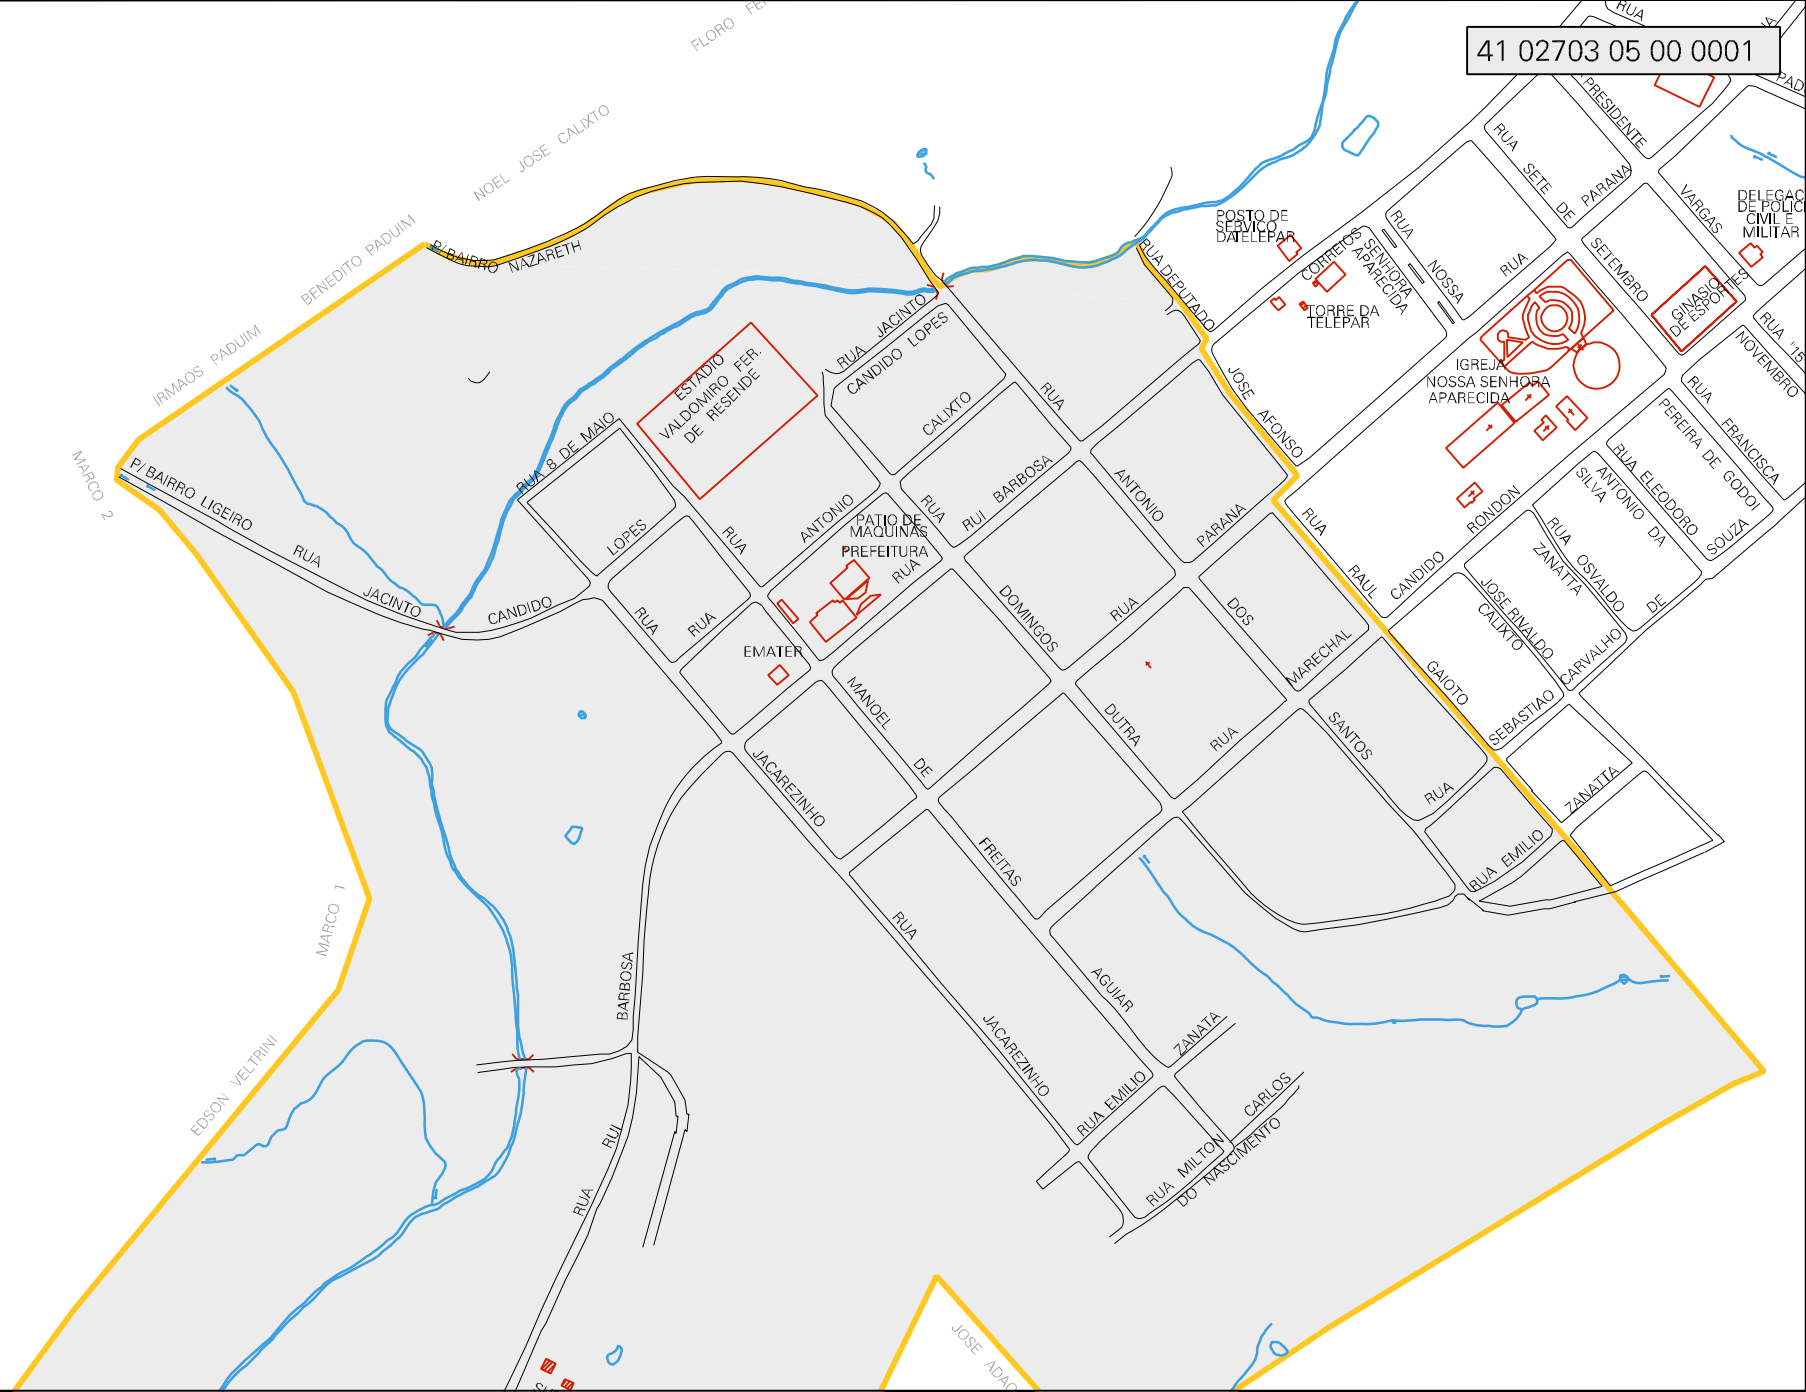 FLORO
RUA
41 02703 05 00 0001
NOEL JOSE CALIXTO
PRESIDENTE
RUA SETE DE
PARANA
VARGAS
DELEGAC
DE POLICI
CIVIL E
MILITAR
BENEDITO PADUIM
P/ BAIRRO NAZARETH
POSTO DE
SERVICO
DATELEPAR
CORREIOS
RUA NOSSA
SENHORA
APARECIDA
RUA
SETEMBRO
RUA DEPUTADO
TORRE DA
TELEPAR
GINASIO
DE ESPORTES
RUA '15
NOVEMBRO
IRMAOS PADUIM
RUA JACINTO
CANDIDO LOPES
ESTADIO
VALDOMIRO FER.
DE RESENDE
IGREJA
NOSSA SENHORA
APARECIDA
JOSE AFONSO
RUA
CALIXTO
RUA FRANCISCA
PEREIRA DE GODOI
RUA 8 DE MAIO
MARCO 2
P/ BAIRRO LIGEIRO
RUI BARBOSA
ANTONIO
RUA ELEODORO
ANTONIO DA
SILVA
SOUZA
RUA
ANTONIO
PATIO DE
MAQUINAS
PREFEITURA
RUA
PARANA
RUA
RONDON
CANDIDO
RUA OSVALDO
ZANATTA
LOPES
RUA
RUA JACINTO
CANDIDO
RAUL
JOSE RIVALDO
CALIXTO
DE
DOMINGOS
RUA
DOS
MARECHAL
RUA
RUA
EMATER
GAIOTO
SEBASTIAO
CARVALHO
MANOEL
DE
DUTRA
RUA
SANTOS
RUA
ZANATTA
JACAREZINHO
FREITAS
RUA EMILIO
MARCO 1
RUA
BARBOSA
AGUIAR
JACAREZINHO
ZANATA
RUA EMILIO
CARLOS
EDSON VELTRINI
RUI
RUA
RUA MILTON
DO NASCIMENTO
JOSE ADAO